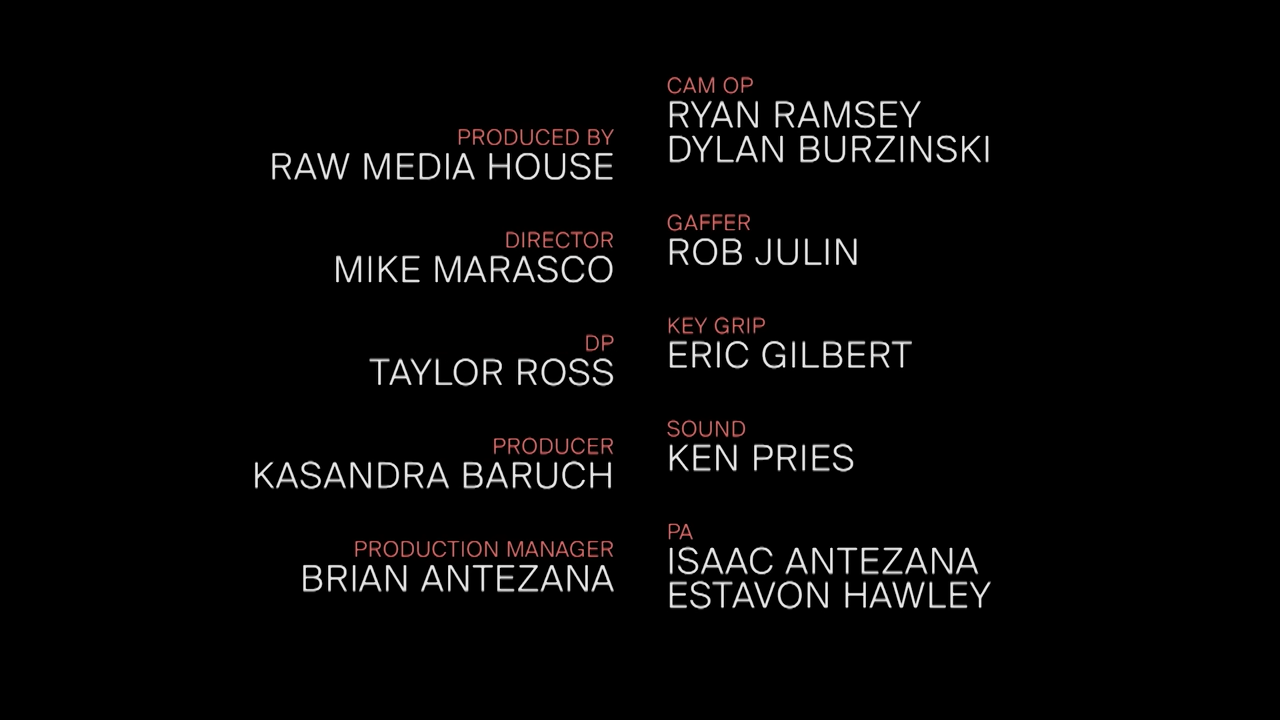 PRODUCED BY
RAW MEDIA HOUSE
DIRECTOR
MIKE MARASCO
DP
TAYLOR ROSS
PRODUCER
KASANDRA BARUCH
PRODUCTION MANAGER
BRIAN ANTEZANA
CAM OP
RYAN RAMSEY
DYLAN BURZINSKI
GAFFER
ROB JULIN
KEY GRIP
ERIC GILBERT
SOUND
KEN PRIES
PA
ISAAC ANTEZANA
ESTAVON HAWLEY